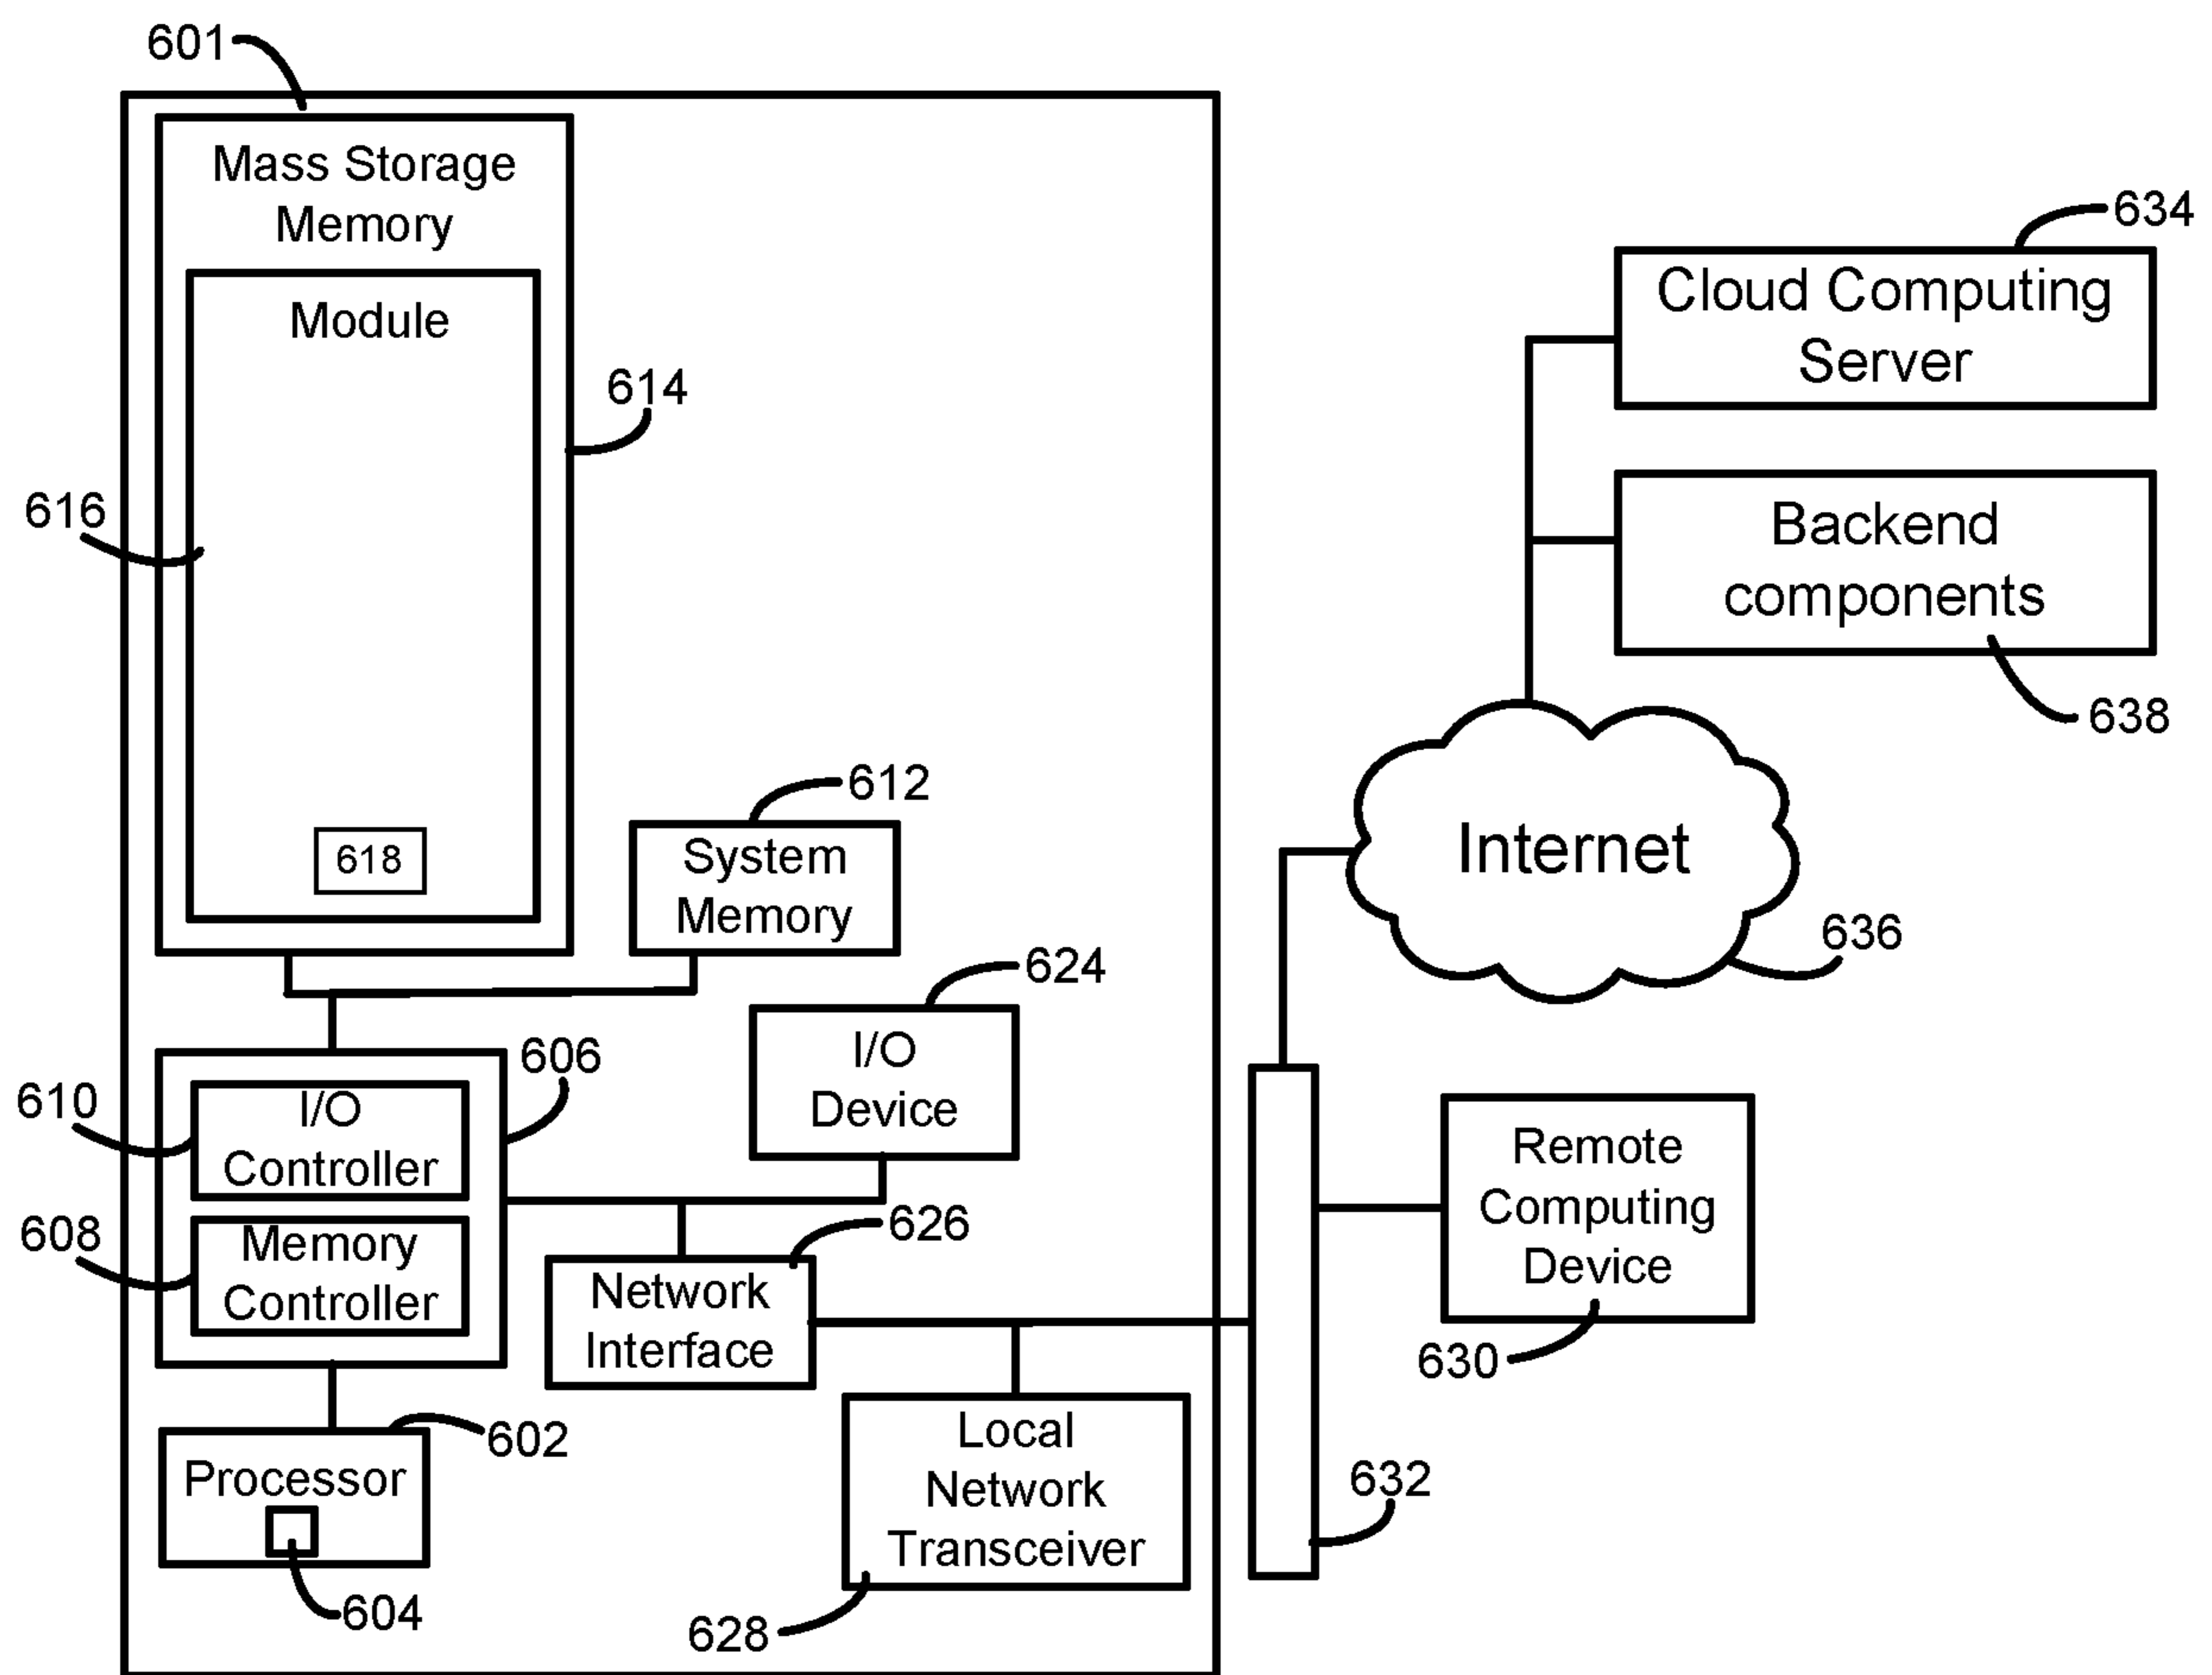 601
Mass Storage
Memory
Module
614
616
618
612
System
Memory
624
I/O
Device
606
610
I/O
Controller
608
Memory
Controller
626
Network
Interface
602
Processor
604
Local
Network
Transceiver
628
634
Cloud Computing
Server
Backend
components
638
Internet
636
Remote
Computing
Device
630
632